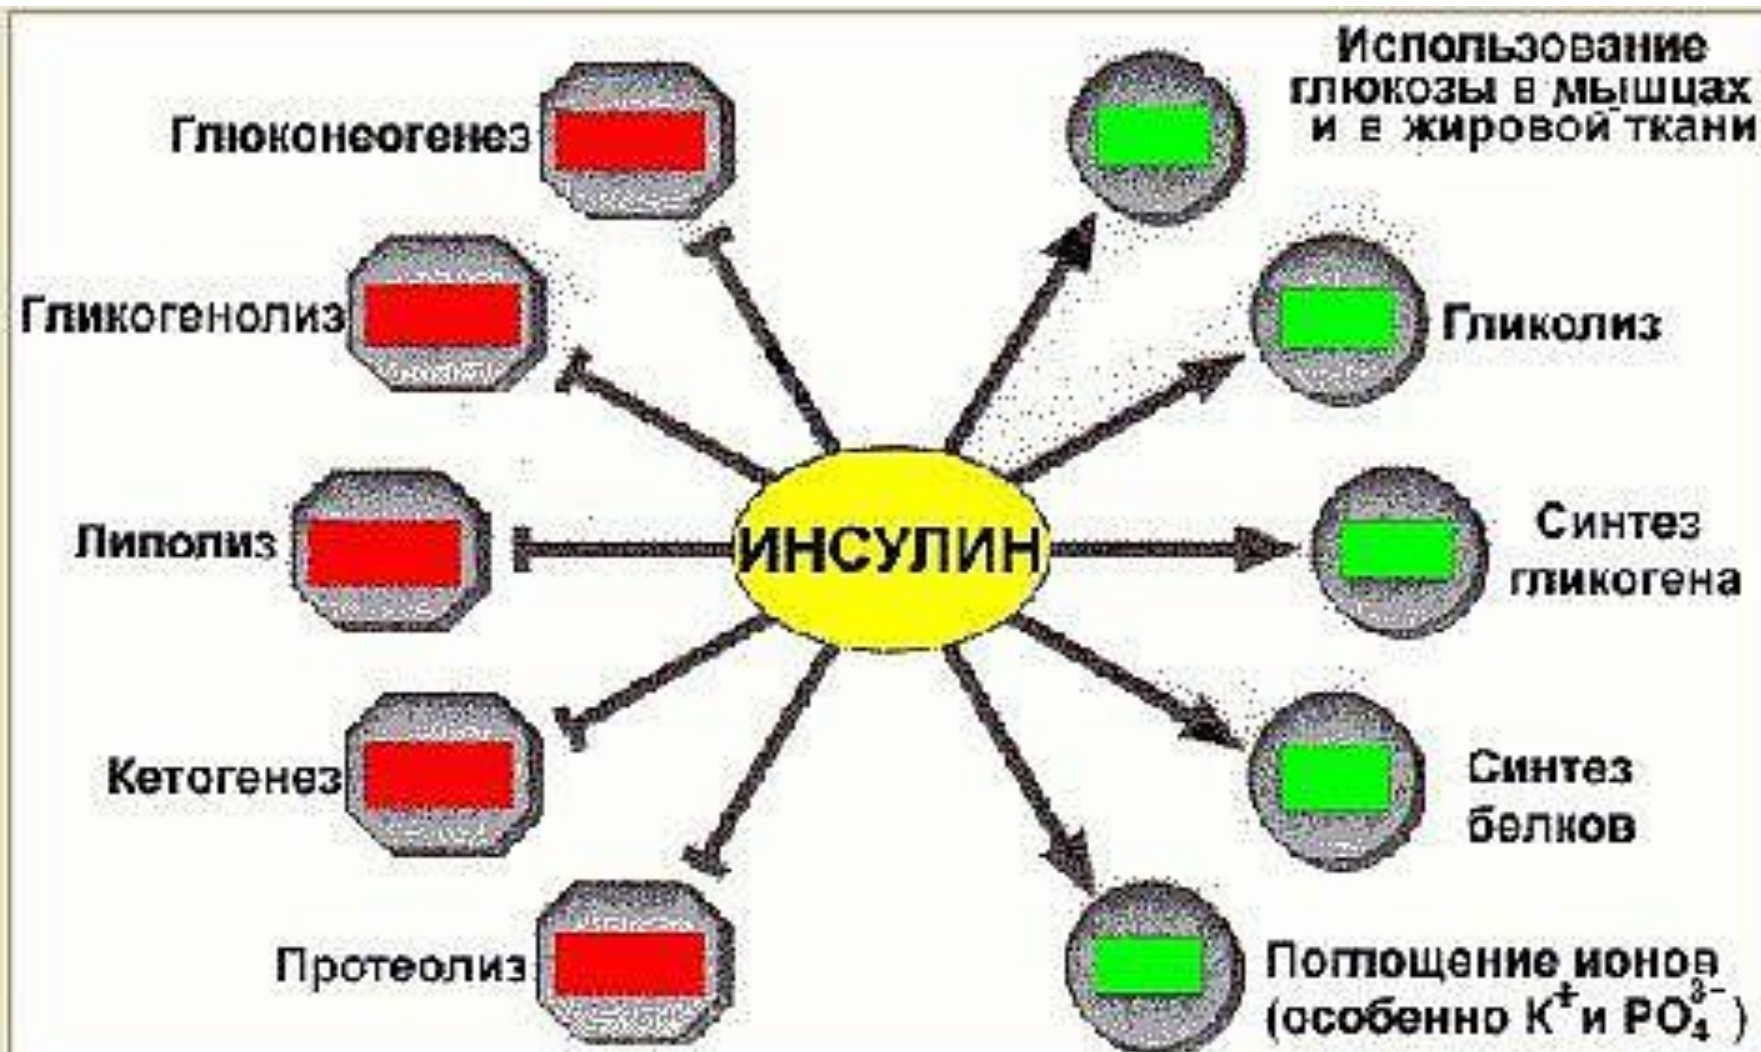 Использование
глюкозы в мышцах
и в жировой ткани
Глюконеогенез
Гликогенолиз
Гликолиз
Липолиз
ИНСУЛИН
Синтез
гликогена
Кетогенез
Синтез
белков
Протеолиз
Поглощение ионов
(особенно K⁺ и PO₄³⁻)